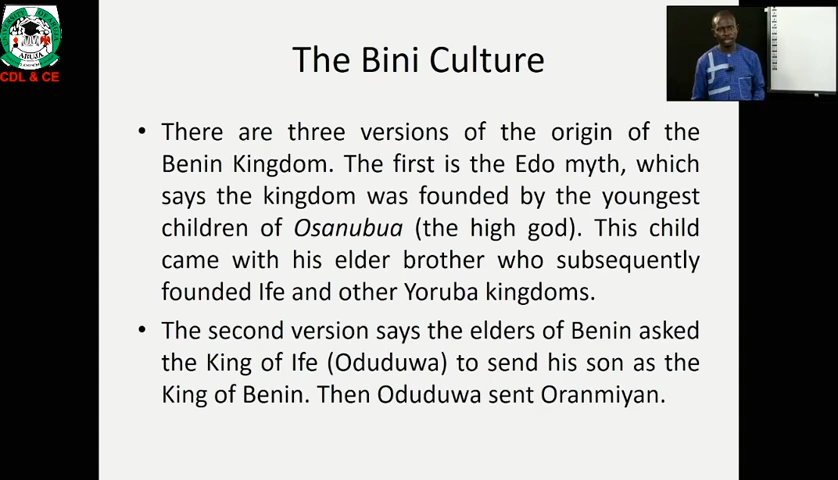 ABUJA
CDL & CE
The Bini Culture
• There are three versions of the origin of the
Benin Kingdom. The first is the Edo myth, which
says the kingdom was founded by the youngest
children of Osanubua (the high god). This child
came with his elder brother who subsequently
founded Ife and other Yoruba kingdoms.
• The second version says the elders of Benin asked
the King of Ife (Oduduwa) to send his son as the
King of Benin. Then Oduduwa sent Oranmiyan.